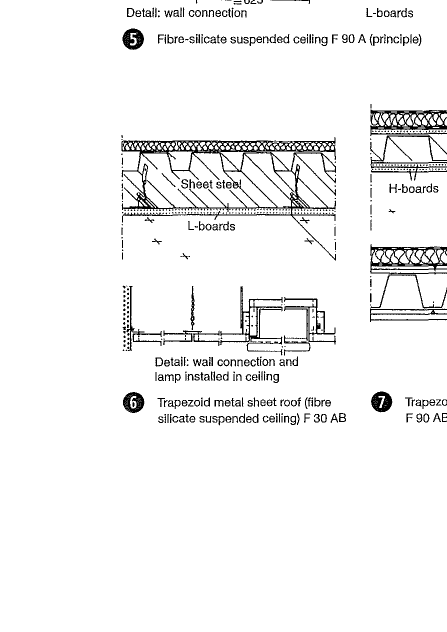 ≥625
Detail: wall connection
L-boards
5 Fibre-silicate suspended ceiling F 90 A (principle)
Sheet steel
L-boards
H-boards
Detail: wall connection and
lamp installed in ceiling
6 Trapezoid metal sheet roof (fibre
silicate suspended ceiling) F 30 AB
7 Trapezo
F 90 AB